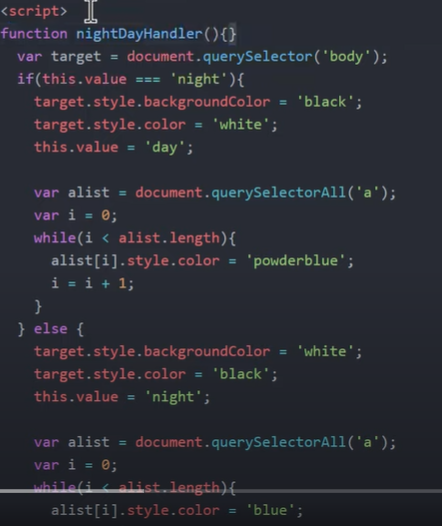 <script>
function nightDayHandler(){}
var target = document.querySelector('body');
if(this.value === 'night'){
target.style.backgroundColor = 'black';
target.style.color = 'white';
this.value = 'day';
var alist = document.querySelectorAll('a');
var i = 0;
while(i < alist.length){
alist[i].style.color = 'powderblue';
i = i + 1;
}
} else {
target.style.backgroundColor = 'white';
target.style.color = 'black';
this.value = 'night';
var alist = document.querySelectorAll('a');
var i = 0;
while(i < alist.length){
alist[i].style.color = 'blue';